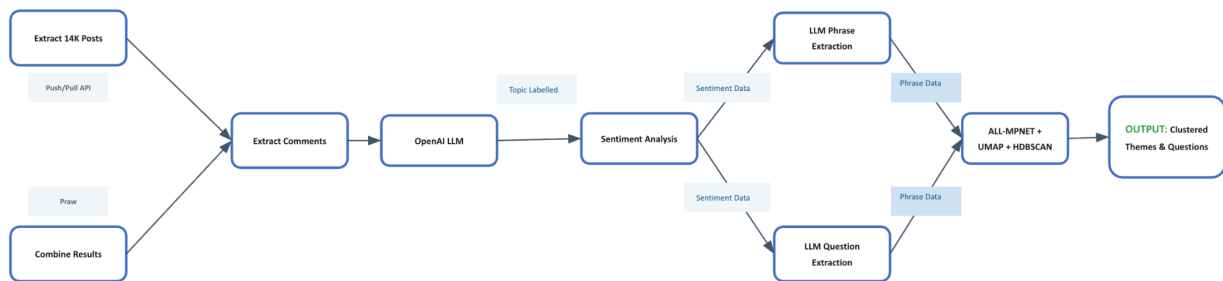 Extract 14K Posts
Push/Pull API
Praw
Combine Results
Extract Comments
OpenAI LLM
Topic Labelled
Sentiment Analysis
Sentiment Data
Sentiment Data
LLM Phrase
Extraction
LLM Question
Extraction
Phrase Data
Phrase Data
ALL-MPNET +
UMAP + HDBSCAN
OUTPUT: Clustered
Themes & Questions